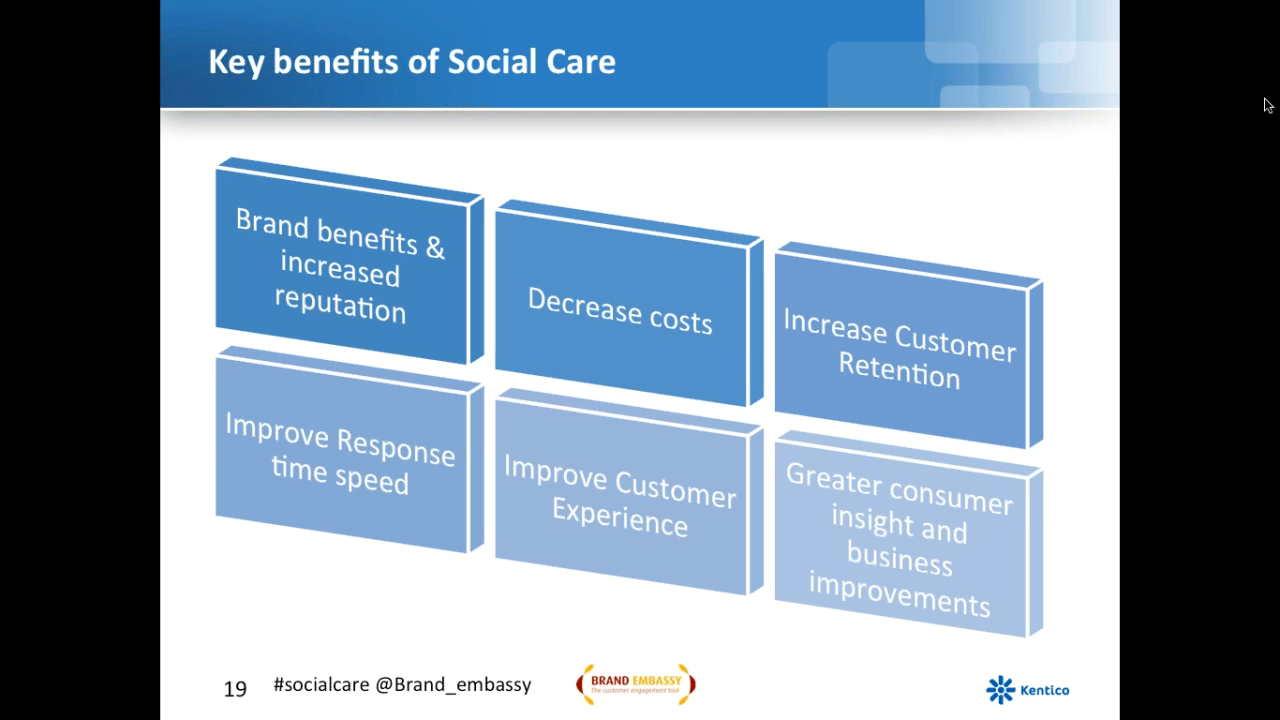 Key benefits of Social Care
Brand benefits &
increased
reputation
Decrease costs
Increase Customer
Retention
Improve Response
time speed
Improve Customer
Experience
Greater consumer
insight and
business
improvements
19
#socialcare @Brand_embassy
BRAND EMBASSY
The customer engagement tool
Kentico